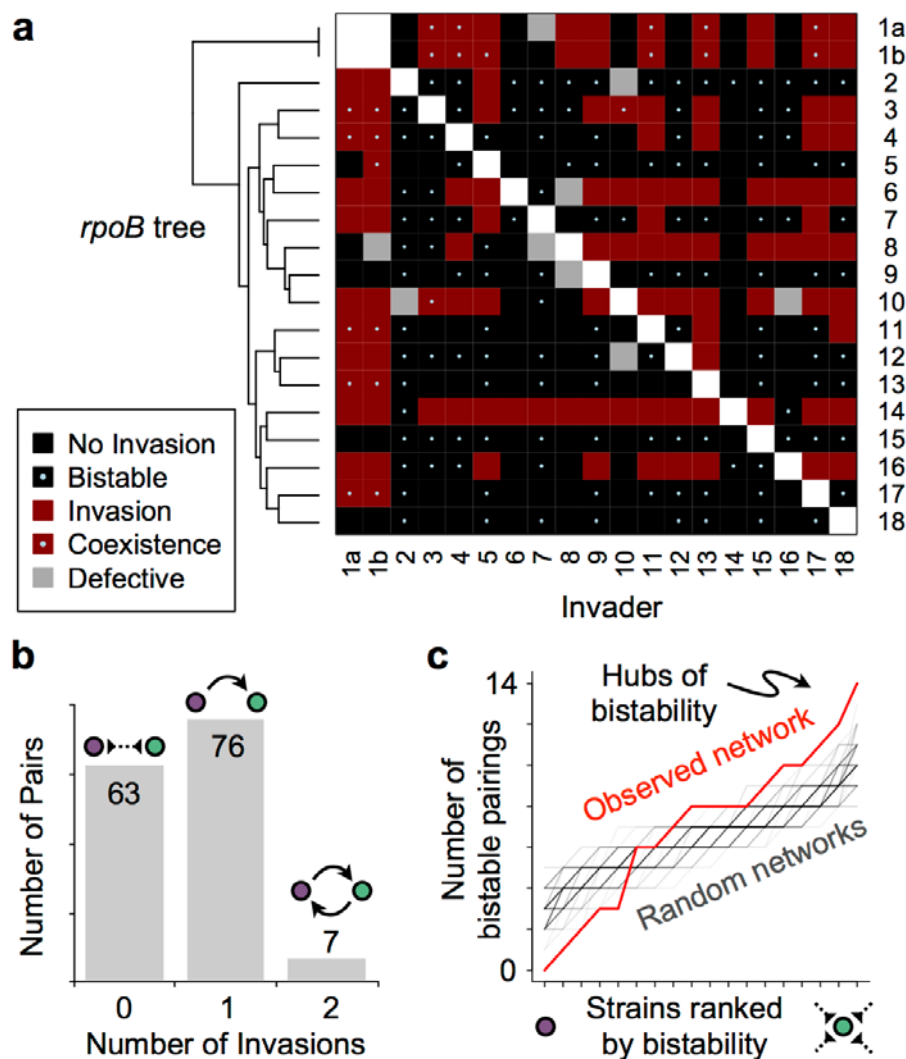 a
rpoB tree
1a
1b
2
3
4
5
6
7
8
9
10
11
12
13
14
15
16
17
18
No Invasion
Bistable
Invasion
Coexistence
Defective
1a 1b 2 3 4 5 6 7 8 9 10 11 12 13 14 15 16 17 18
Invader
b
Number of Pairs
63
76
7
0 1 2
Number of Invasions
c
Number of
bistable pairings
14
0
Hubs of
bistability
Observed network
Random networks
Strains ranked
by bistability